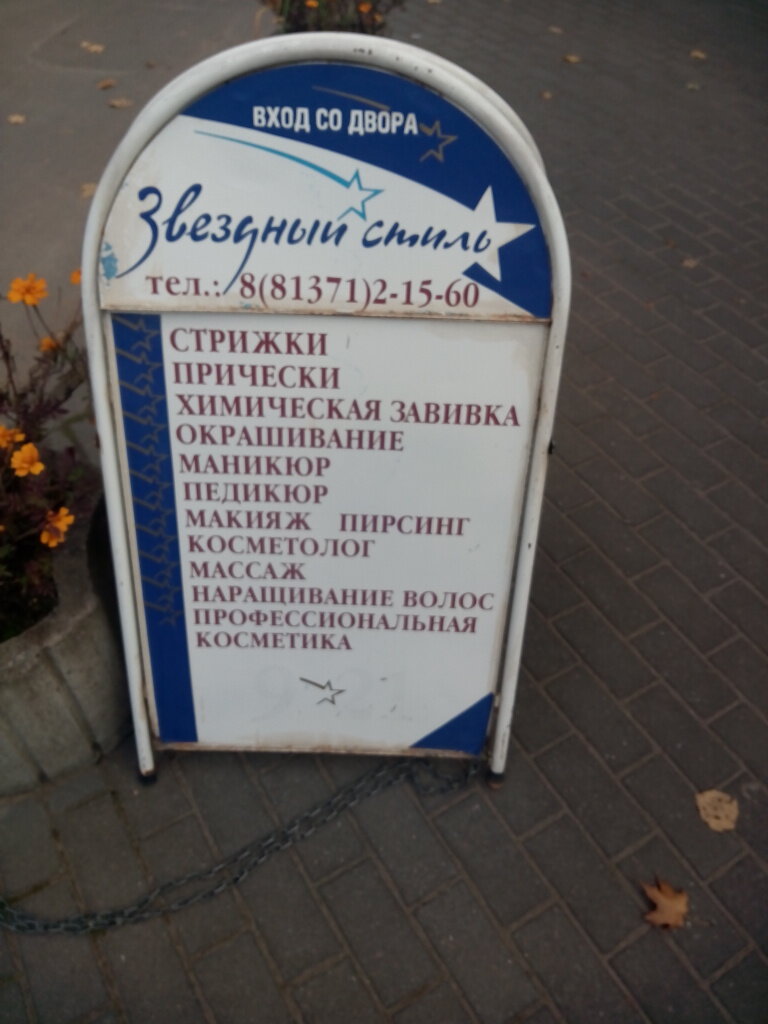 ВХОД СО ДВОРА
Звездный стиль
тел.: 8(81371)2-15-60
СТРИЖКИ
ПРИЧЕСКИ
ХИМИЧЕСКАЯ ЗАВИВКА
ОКРАШИВАНИЕ
МАНИКЮР
ПЕДИКЮР
МАКИЯЖ ПИРСИНГ
КОСМЕТОЛОГ
МАССАЖ
НАРАЩИВАНИЕ ВОЛОС
ПРОФЕССИОНАЛЬНАЯ
КОСМЕТИКА